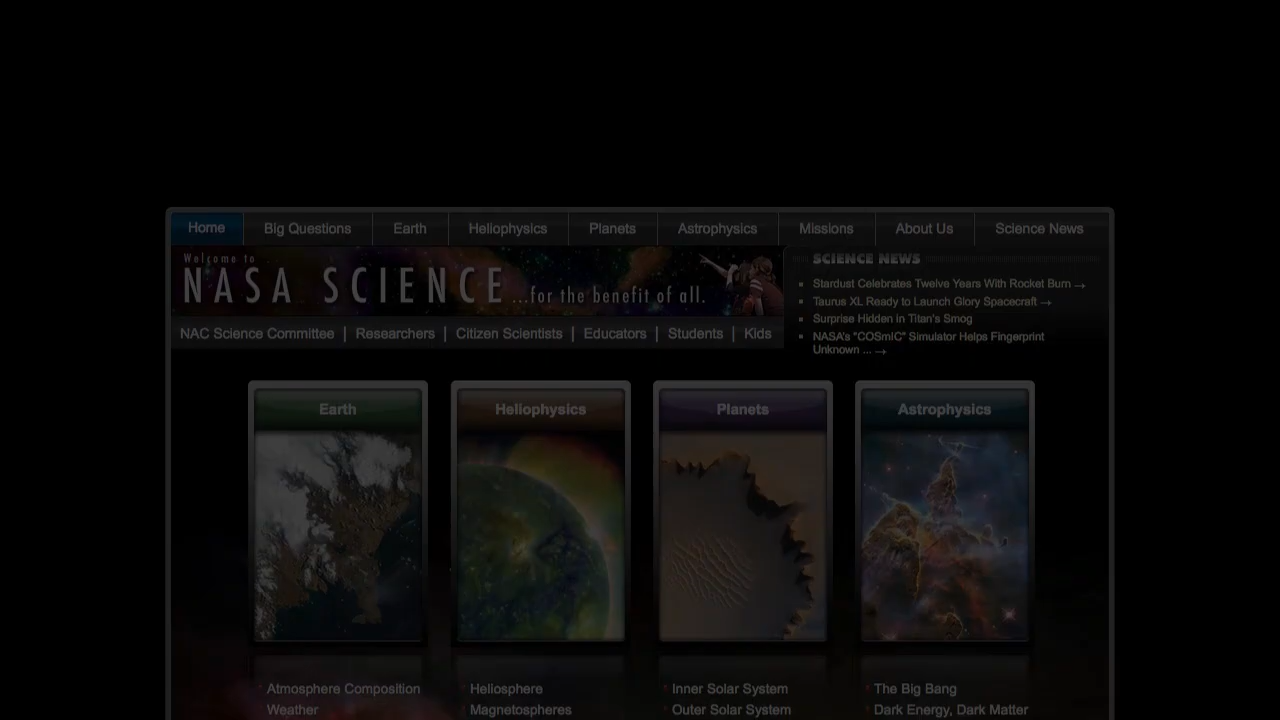 Home Big Questions Earth Heliophysics Planets Astrophysics Missions About Us Science News
Welcome to
NASA SCIENCE ...for the benefit of all.
NAC Science Committee | Researchers | Citizen Scientists | Educators | Students | Kids
SCIENCE NEWS
Stardust Celebrates Twelve Years With Rocket Burn →
Taurus XL Ready to Launch Glory Spacecraft →
Surprise Hidden in Titan's Smog
NASA's "COSmIC" Simulator Helps Fingerprint
Unknown ... →
Earth Heliophysics Planets Astrophysics
Atmosphere Composition Heliosphere Inner Solar System The Big Bang
Weather Magnetospheres Outer Solar System Dark Energy, Dark Matter